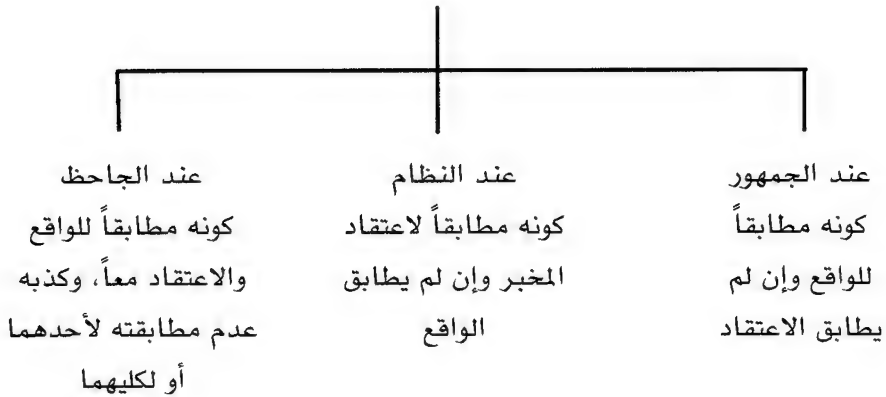 عند الجمهور
كونه مطابقاً
للواقع وإن لم
يطابق الاعتقاد
عند النظام
كونه مطابقاً لاعتقاد
المخبر وإن لم يطابق
الواقع
عند الجاحظ
كونه مطابقاً للواقع
والاعتقاد معاً، وكذبه
عدم مطابقته لأحدهما
أو لكليهما